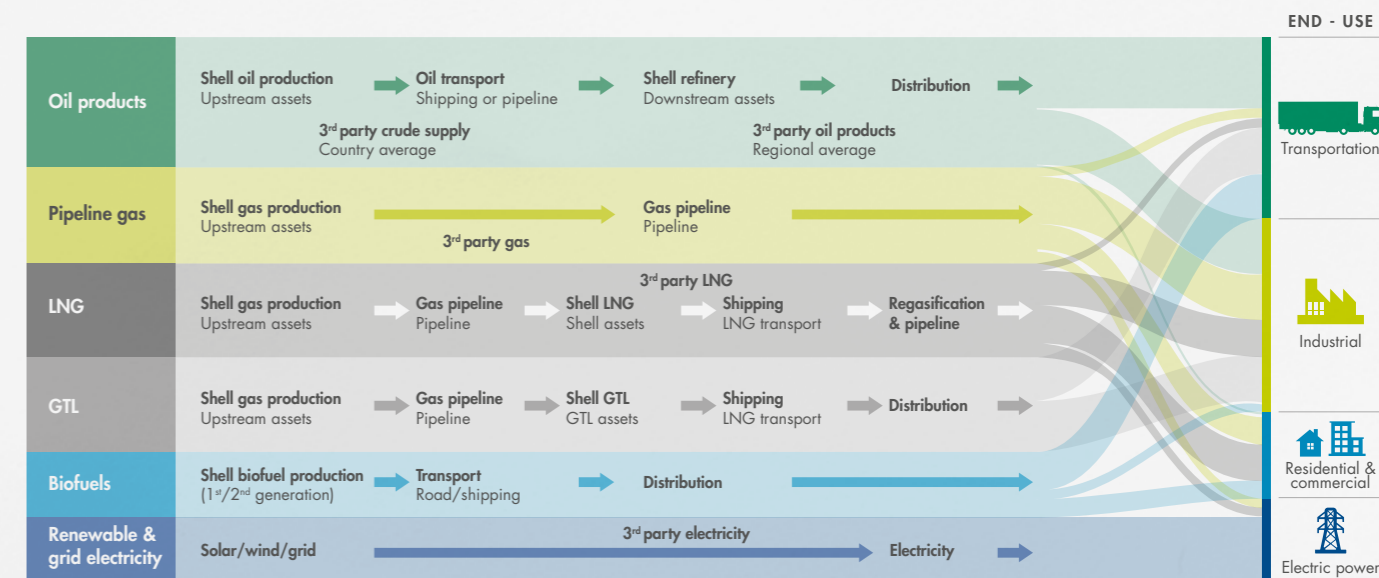 END - USE
Oil products
Shell oil production
Upstream assets
Oil transport
Shipping or pipeline
Shell refinery
Downstream assets
Distribution
3rd party crude supply
Country average
3rd party oil products
Regional average
Transportation
Pipeline gas
Shell gas production
Upstream assets
3rd party gas
Gas pipeline
Pipeline
Industrial
LNG
3rd party LNG
Shell gas production
Upstream assets
Gas pipeline
Pipeline
Shell LNG
Shell assets
Shipping
LNG transport
Regasification
& pipeline
GTL
Shell gas production
Upstream assets
Gas pipeline
Pipeline
Shell GTL
GTL assets
Shipping
LNG transport
Distribution
Residential &
commercial
Biofuels
Shell biofuel production
(1st/2nd generation)
Transport
Road/shipping
Distribution
Renewable &
grid electricity
Solar/wind/grid
3rd party electricity
Electricity
Electric power